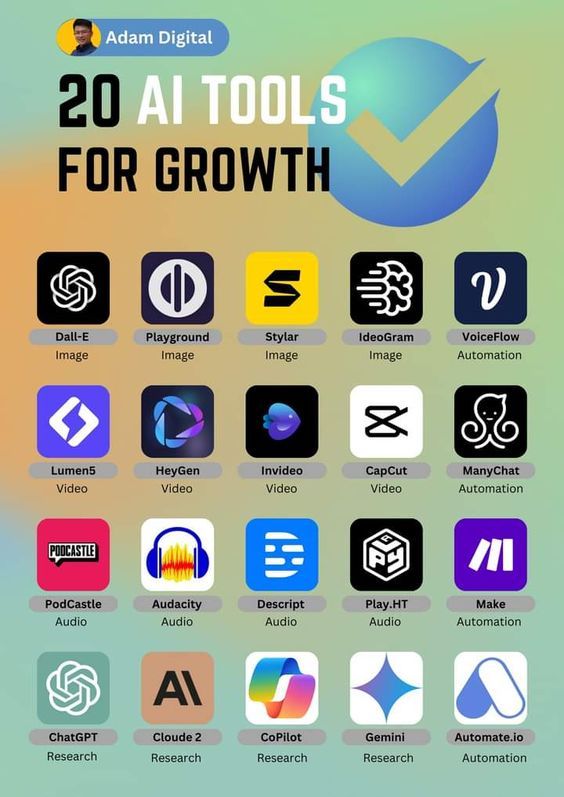 Adam Digital
20 AI TOOLS
FOR GROWTH
Dall-E Playground Stylar IdeoGram VoiceFlow
Image Image Image Image Automation
Lumen5 HeyGen Invideo CapCut ManyChat
Video Video Video Video Automation
PODCASTLE
PodCastle Audacity Descript Play.HT Make
Audio Audio Audio Audio Automation
AI
ChatGPT Cloude 2 CoPilot Gemini Automate.io
Research Research Research Research Automation